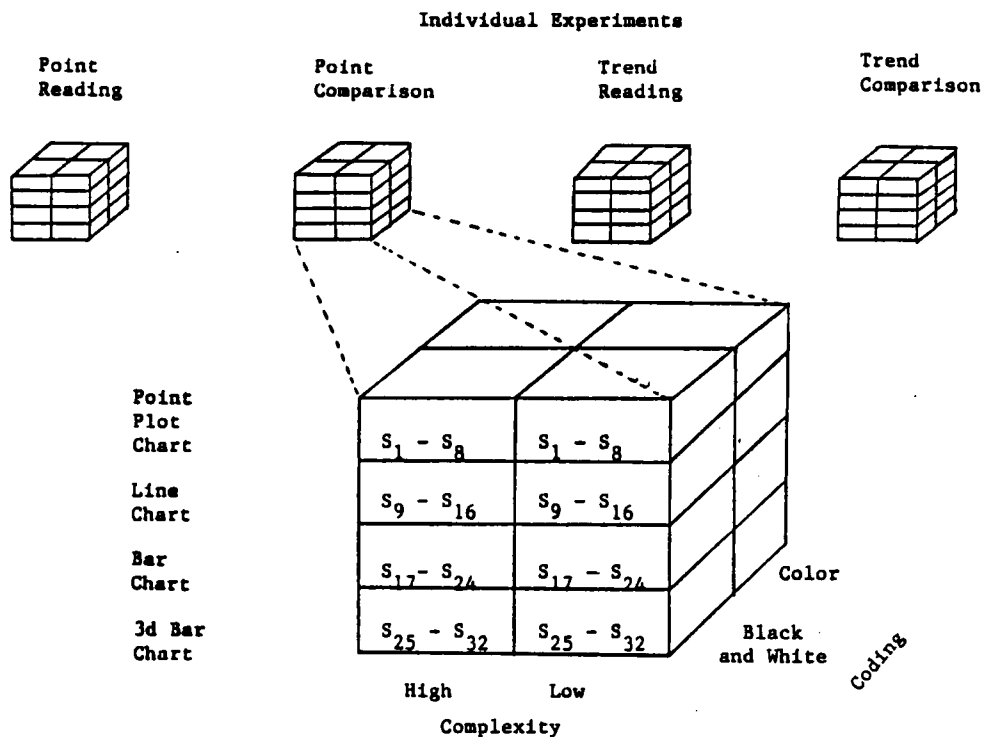 Individual Experiments
Point
Reading
Point
Comparison
Trend
Reading
Trend
Comparison
Point
Plot
Chart
S1 - S8
S1 - S8
Line
Chart
S9 - S16
S9 - S16
Bar
Chart
S17 - S24
S17 - S24
3d Bar
Chart
S25 - S32
S25 - S32
Color
Black
and White
Coding
High
Low
Complexity